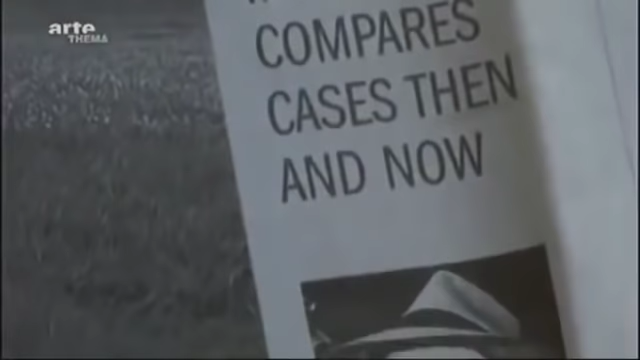 arte
THEMA
COMPARES
CASES THEN
AND NOW